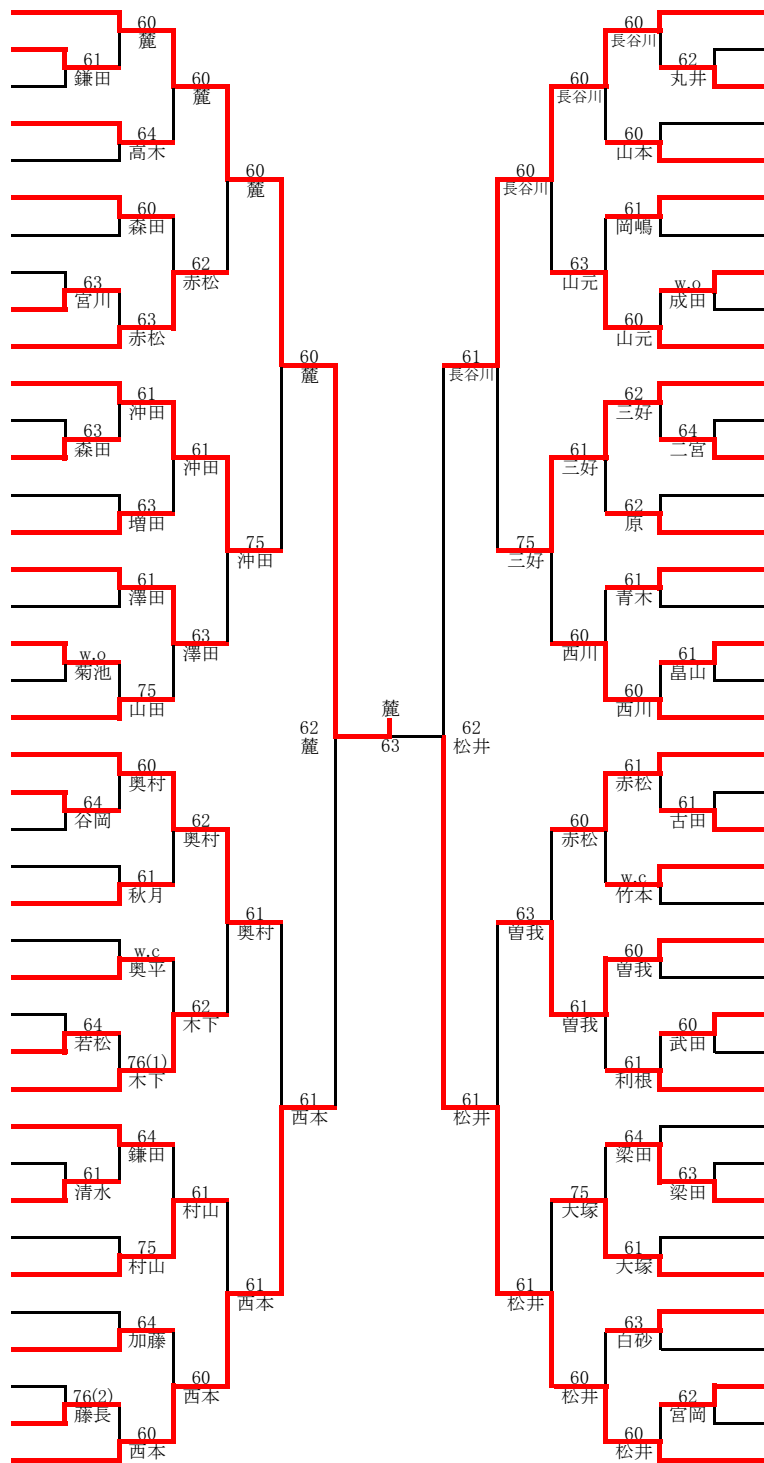 60
麓
61
鎌田
60
麓
64
高木
60
麓
60
森田
62
赤松
63
宮川
63
赤松
60
麓
61
沖田
63
森田
61
沖田
63
増田
75
沖田
61
澤田
63
澤田
w.o
菊池
75
山田
62
麓
60
奥村
64
谷岡
62
奥村
61
秋月
61
奥村
w.c
奥平
62
木下
64
若松
76(1)
木下
61
西本
64
鎌田
61
清水
61
村山
75
村山
61
西本
64
加藤
60
西本
76(2)
藤長
60
西本
麓
63
60
長谷川
62
丸井
60
長谷川
60
山本
60
長谷川
61
岡嶋
63
山元
w.o
成田
60
山元
61
長谷川
62
三好
64
二宮
61
三好
62
原
75
三好
61
青木
60
西川
61
畠山
60
西川
62
松井
61
赤松
61
古田
60
赤松
w.c
竹本
63
曽我
60
曽我
61
曽我
60
武田
61
利根
61
松井
64
梁田
63
梁田
75
大塚
61
大塚
61
松井
63
白砂
60
松井
62
宮岡
60
松井